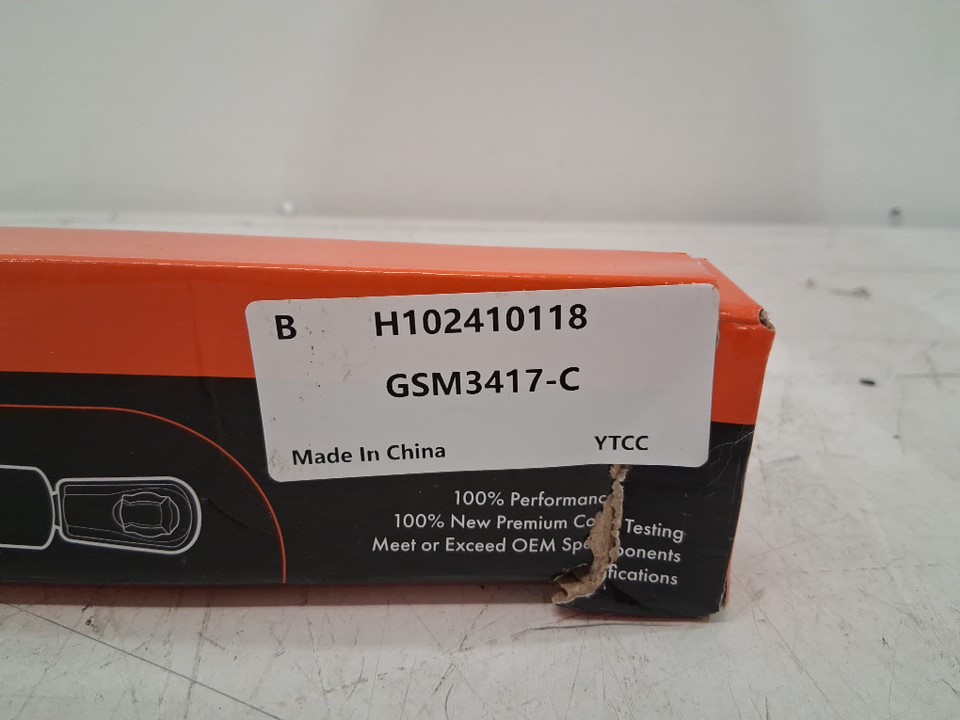 B H102410118
GSM3417-C
Made In China YTCC
100% Performanc Testing
100% New Premium Co ponents
Meet or Exceed OEM Spe ifications